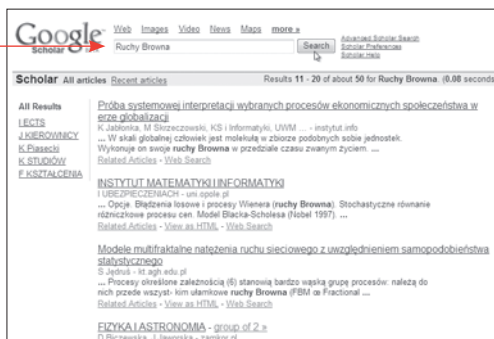 Google Scholar
Web Images Video News Maps more »
Ruchy Browna
Search
Advanced Scholar Search
Scholar Preferences
Scholar Help
Scholar All articles Recent articles Results 11 - 20 of about 50 for Ruchy Browna. (0.08 seconds
All Results
I ECTS
J KIEROWNICY
K Piasecki
K STUDIÓW
F KSZTAŁCENIA
Próba systemowej interpretacji wybranych procesów ekonomicznych społeczeństwa w
erze globalizacji
K Jabłonka, M Skrzeczowski, KS i Informatyki, UWM ... - instytut.info
... W skali globalnej człowiek jest molekułą w zbiorze podobnych sobie jednostek.
Wykonuje on swoje ruchy Browna w przedziale czasu zwanym życiem. ...
Related Articles - Web Search
INSTYTUT MATEMATYKI I INFORMATYKI
I UBEZPIECZENIACH - uni.opole.pl
... Opcje. Błądzenia losowe i procesy Wienera (ruchy Browna). Stochastyczne równanie
różniczkowe procesu cen. Model Blacka-Scholesa (Nobel 1997). ...
Related Articles - View as HTML - Web Search
Modele multifraktalne natężenia ruchu sieciowego z uwzględnieniem samopodobieństwa
statystycznego
S Jędruś - kt.agh.edu.pl
... Procesy określone zależnością (6) stanowią bardzo wąską grupę procesów: należą do
nich przede wszyst- kim ułamkowe ruchy Browna (FBM œ Fractional ...
Related Articles - View as HTML - Web Search
FIZYKA I ASTRONOMIA - group of 2 »
D Biczewska, L Jaworska - zamkor.pl